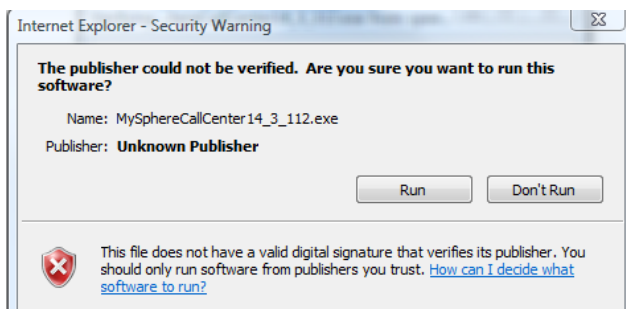 Internet Explorer - Security Warning
The publisher could not be verified. Are you sure you want to run this
software?
Name: MySphereCallCenter14_3_112.exe
Publisher: Unknown Publisher
Run Don't Run
This file does not have a valid digital signature that verifies its publisher. You
should only run software from publishers you trust. How can I decide what
software to run?